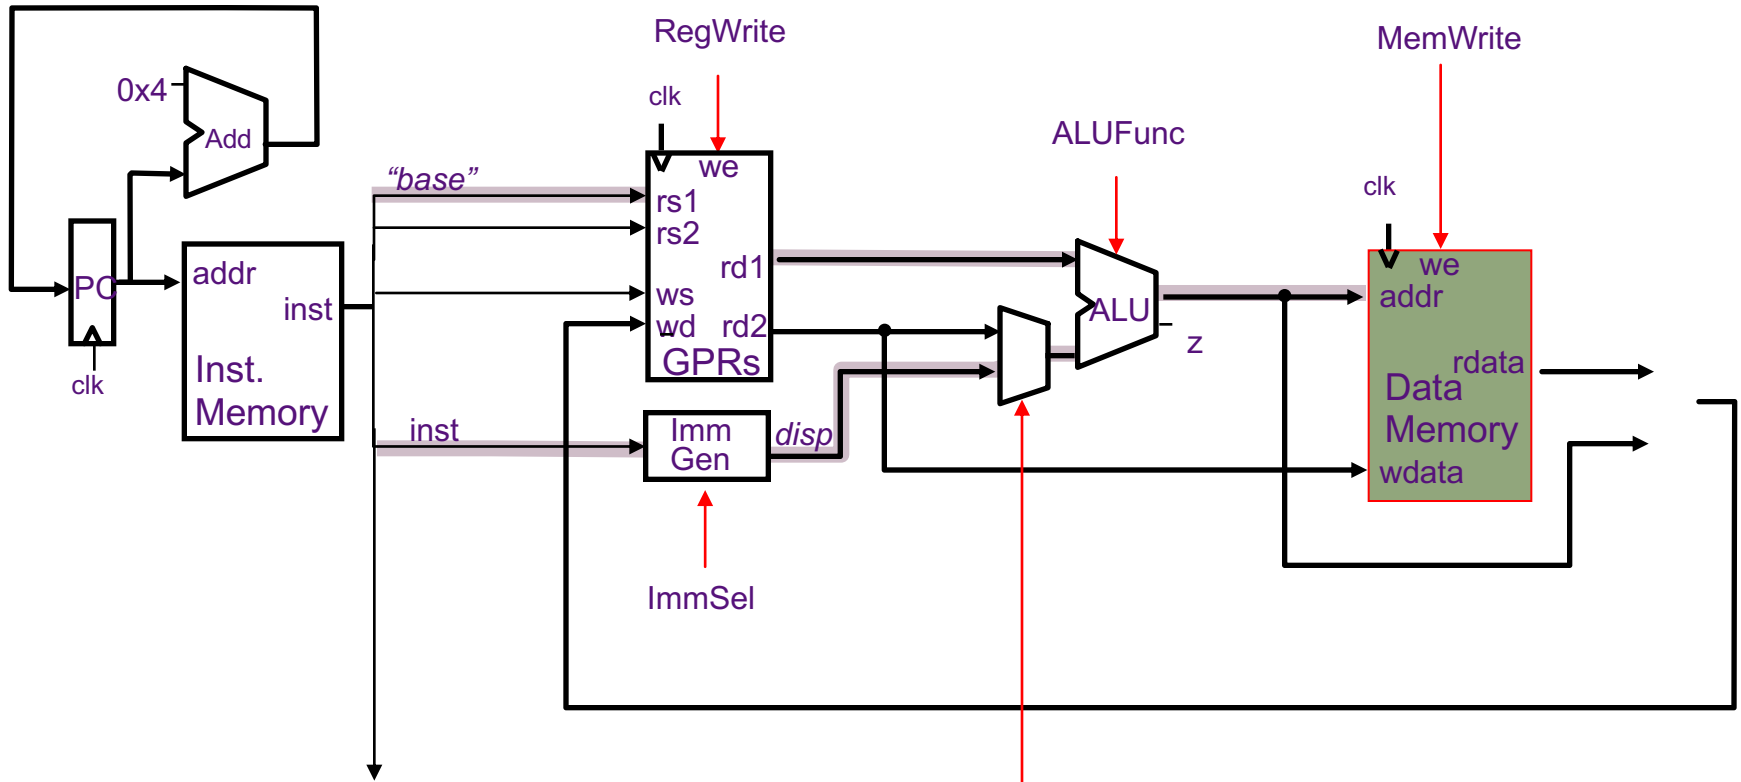 RegWrite
MemWrite
0x4
clk
Add
ALUFunc
we
“base”
clk
rs1
rs2
we
addr
rd1
addr
PC
ws
inst
ALU
wd
rd2
z
GPRs
rdata
Inst.
Memory
clk
Data
Memory
inst
Imm
Gen
disp
wdata
ImmSel